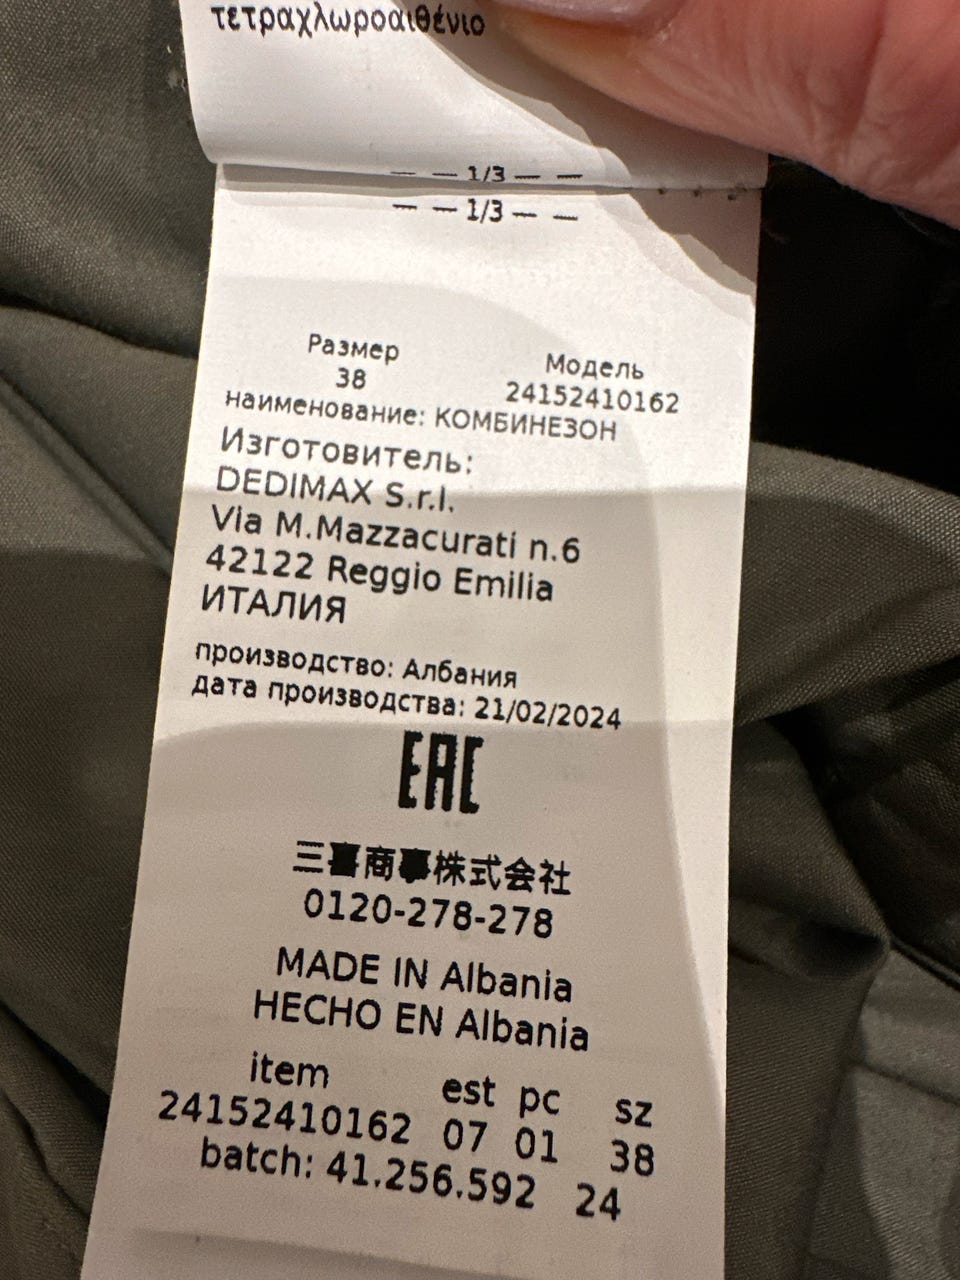 τετραχλωροαιθένιο
— — 1/3 — —
— — 1/3 — —
Размер Модель
38 24152410162
наименование: КОМБИНЕЗОН
Изготовитель:
DEDIMAX S.r.l.
Via M.Mazzacurati n.6
42122 Reggio Emilia
ИТАЛИЯ
производство: Албания
дата производства: 21/02/2024
EAC
三喜商事株式会社
0120-278-278
MADE IN Albania
HECHO EN Albania
item est pc sz
24152410162 07 01 38
batch: 41.256.592 24